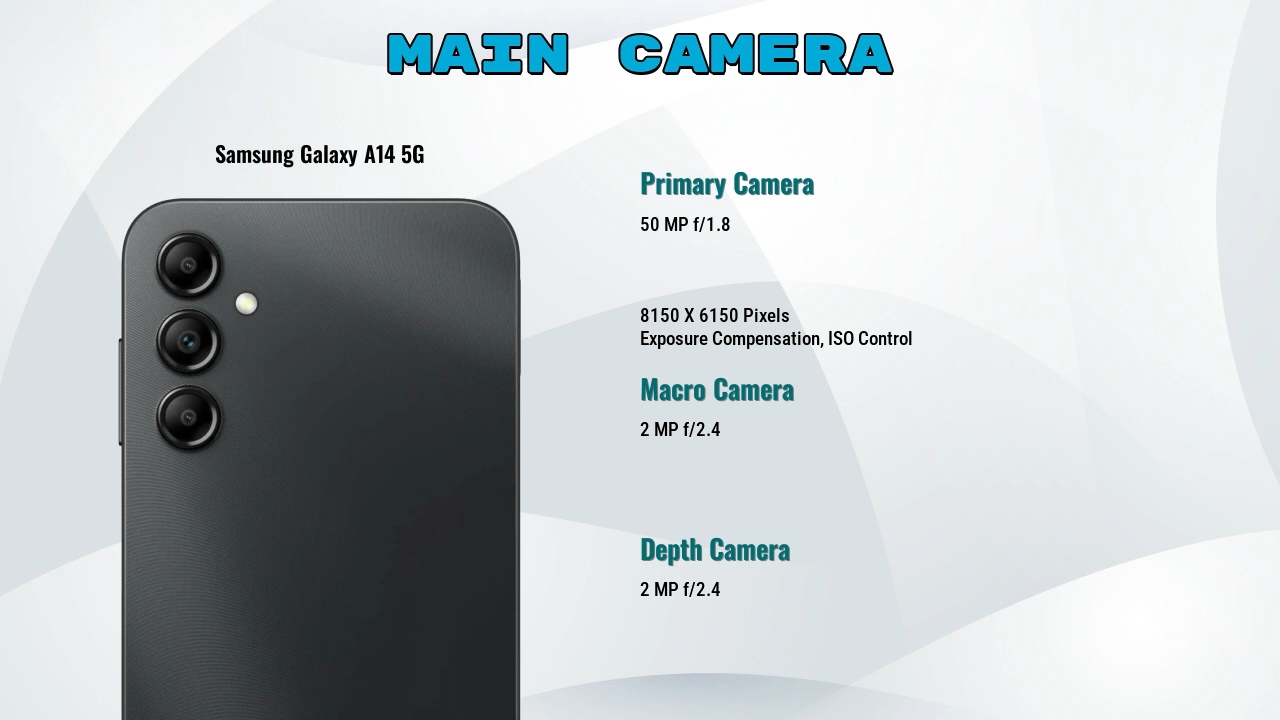 MAIN CAMERA
Samsung Galaxy A14 5G
Primary Camera
50 MP f/1.8
8150 X 6150 Pixels
Exposure Compensation, ISO Control
Macro Camera
2 MP f/2.4
Depth Camera
2 MP f/2.4